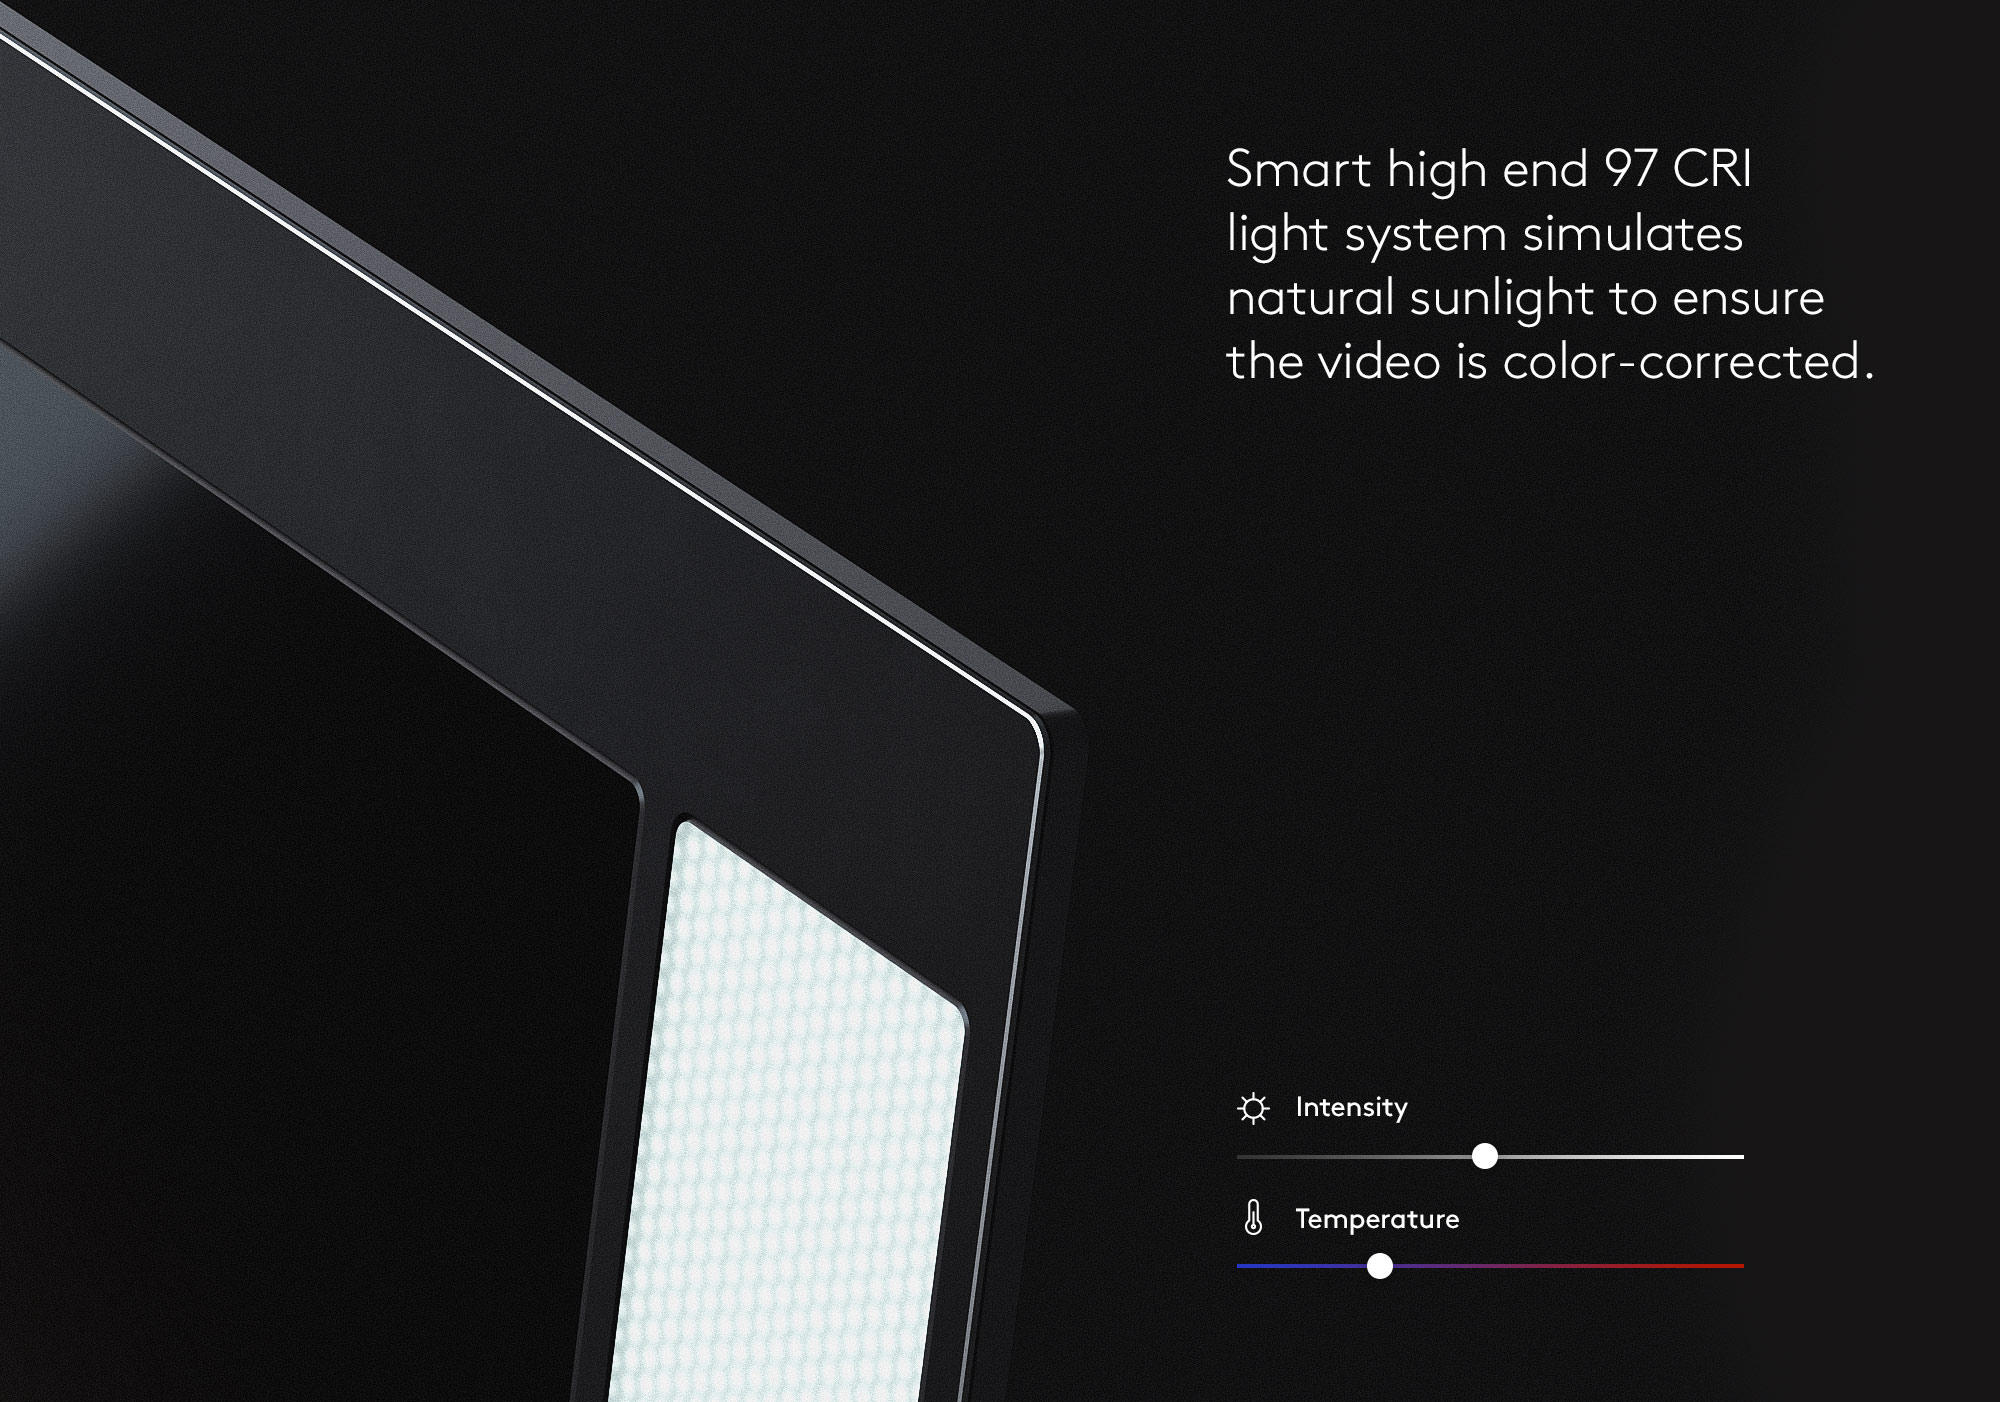 Smart high end 97 CRI
light system simulates
natural sunlight to ensure
the video is color-corrected.
Intensity
Temperature